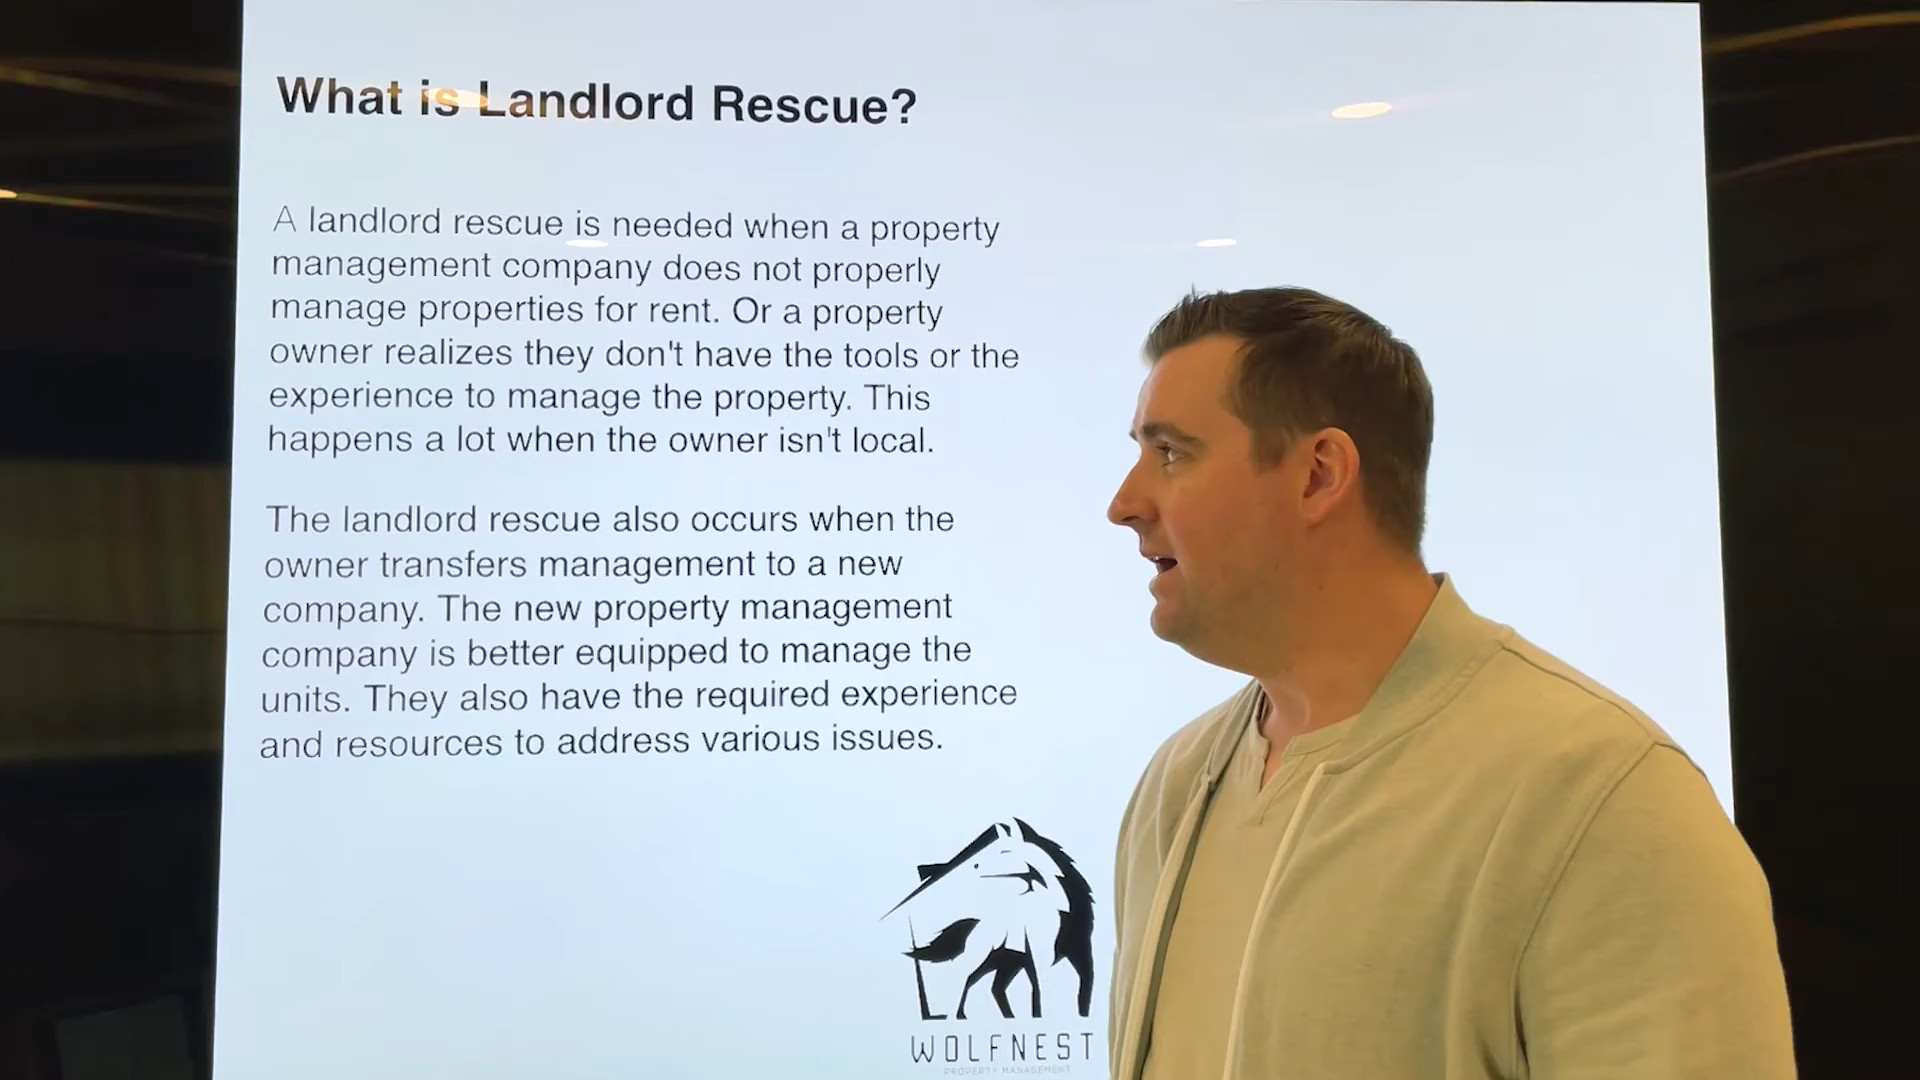 What is Landlord Rescue?
A landlord rescue is needed when a property
management company does not properly
manage properties for rent. Or a property
owner realizes they don't have the tools or the
experience to manage the property. This
happens a lot when the owner isn't local.
The landlord rescue also occurs when the
owner transfers management to a new
company. The new property management
company is better equipped to manage the
units. They also have the required experience
and resources to address various issues.
WOLFNEST
PROPERTY MANAGEMENT